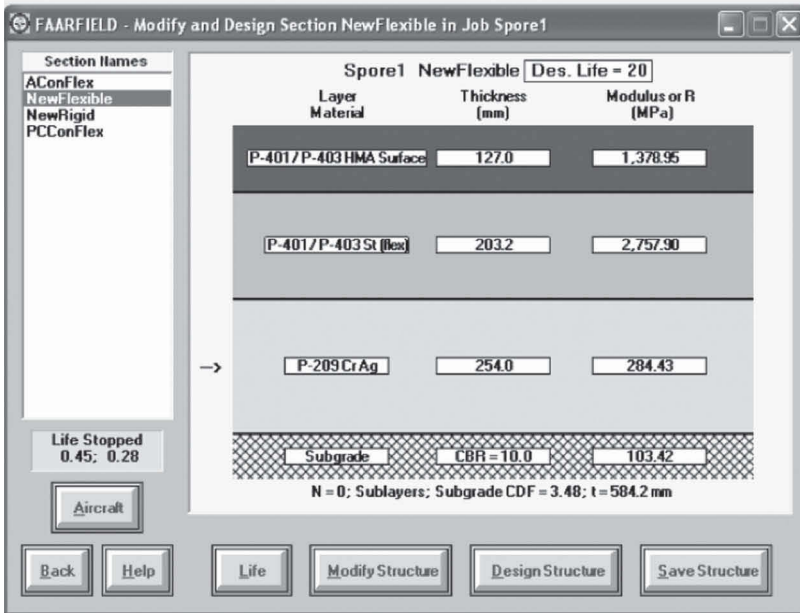 FAARFIELD - Modify and Design Section NewFlexible in Job Spore1
Section Names
AConFlex
NewFlexible
NewRigid
PCConFlex
Spore1 NewFlexible Des. Life = 20
Layer Material Thickness (mm) Modulus or R (MPa)
P-401/ P-403 HMA Surface 127.0 1,378.95
P-401/ P-403 St (flex) 203.2 2,757.90
--> P-209 Cr Ag 254.0 284.43
Subgrade CBR = 10.0 103.42
N = 0; Sublayers; Subgrade CDF = 3.48; t = 584.2 mm
Life Stopped
0.45; 0.28
Aircraft
Back Help Life Modify Structure Design Structure Save Structure